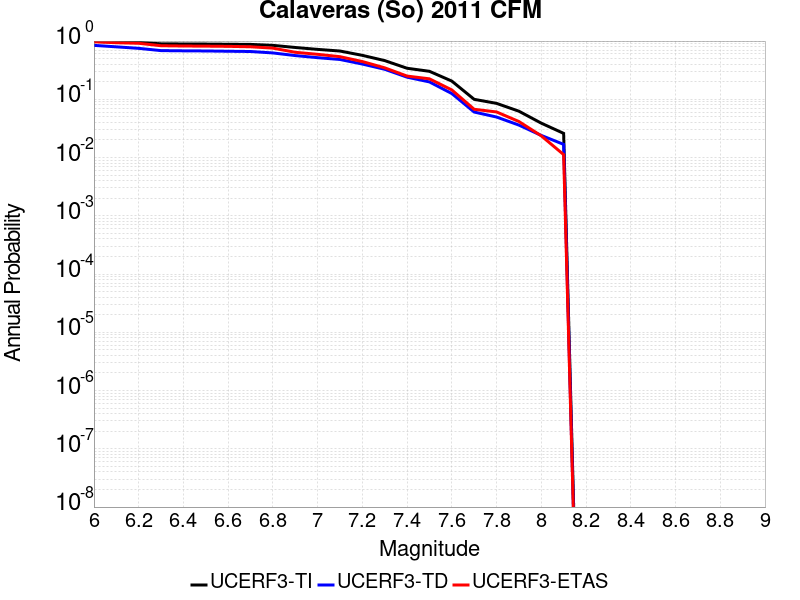 Calaveras (So) 2011 CFM
Annual Probability
10^0
10^-1
10^-2
10^-3
10^-4
10^-5
10^-6
10^-7
10^-8
6 6.2 6.4 6.6 6.8 7 7.2 7.4 7.6 7.8 8 8.2 8.4 8.6 8.8 9
Magnitude
UCERF3-TI UCERF3-TD UCERF3-ETAS